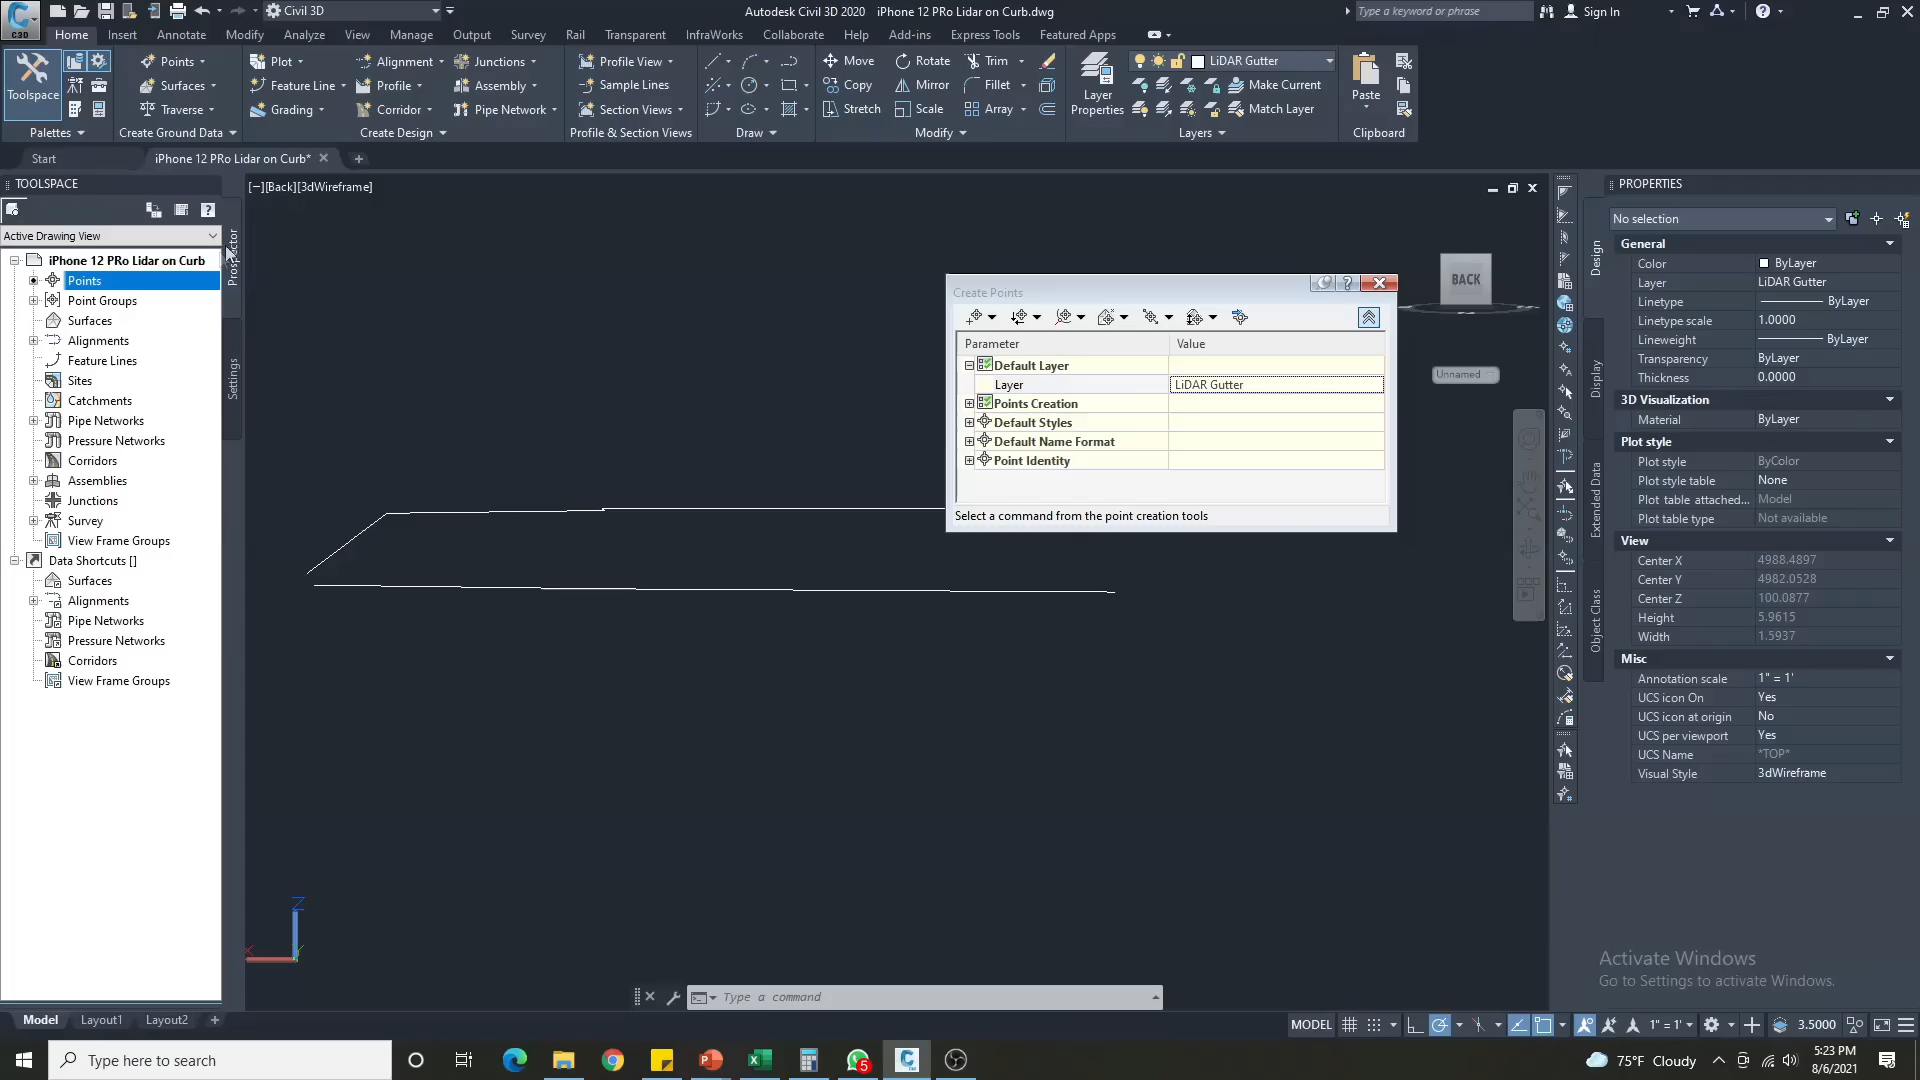 Civil 3D
Autodesk Civil 3D 2020 iPhone 12 PRo Lidar on Curb.dwg
Type a keyword or phrase
Sign In
C3D
Home Insert Annotate Modify Analyze View Manage Output Survey Rail Transparent InfraWorks Collaborate Help Add-ins Express Tools Featured Apps
Toolspace
Points Plot Alignment Junctions Profile View Move Rotate Trim LiDAR Gutter
Surfaces Feature Line Profile Assembly Sample Lines Copy Mirror Fillet Make Current
Traverse Grading Corridor Pipe Network Section Views Stretch Scale Array Match Layer
Layer Properties
Paste
Palettes Create Ground Data Create Design Profile & Section Views Draw Modify Layers Clipboard
Start iPhone 12 PRo Lidar on Curb*
TOOLSPACE
Active Drawing View
iPhone 12 PRo Lidar on Curb
Points
Point Groups
Surfaces
Alignments
Feature Lines
Sites
Catchments
Pipe Networks
Pressure Networks
Corridors
Assemblies
Junctions
Survey
View Frame Groups
Data Shortcuts []
Surfaces
Alignments
Pipe Networks
Pressure Networks
Corridors
View Frame Groups
Settings
[−][Back][3dWireframe]
Create Points
Parameter Value
Default Layer
Layer LiDAR Gutter
Points Creation
Default Styles
Default Name Format
Point Identity
Select a command from the point creation tools
BACK
Unnamed
PROPERTIES
No selection
Design
Display
Extended Data
Object Class
General
Color ByLayer
Layer LiDAR Gutter
Linetype ByLayer
Linetype scale 1.0000
Lineweight ByLayer
Transparency ByLayer
Thickness 0.0000
3D Visualization
Material ByLayer
Plot style
Plot style ByColor
Plot style table None
Plot table attached... Model
Plot table type Not available
View
Center X 4988.4897
Center Y 4982.0528
Center Z 100.0877
Height 5.9615
Width 1.5937
Misc
Annotation scale 1" = 1'
UCS icon On Yes
UCS icon at origin No
UCS per viewport Yes
UCS Name *TOP*
Visual Style 3dWireframe
Activate Windows
Go to Settings to activate Windows.
Z
X
Type a command
Model Layout1 Layout2
MODEL 1" = 1' 3.5000
Type here to search
5
75°F Cloudy
5:23 PM
8/6/2021